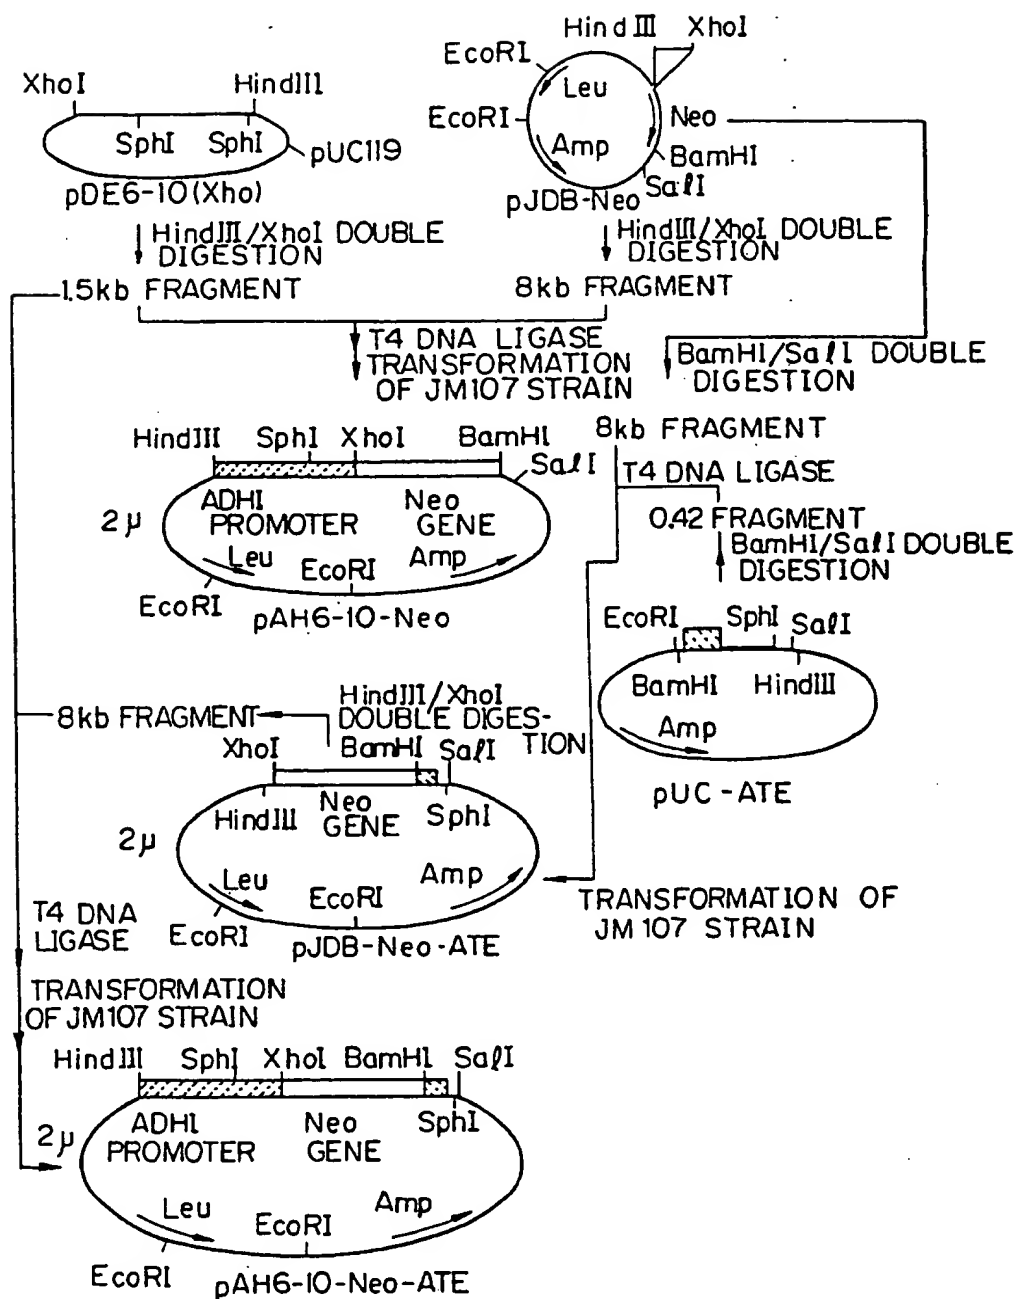 Hind III XhoI
EcoRI
Leu
XhoI HindIII
EcoRI
Neo
SphI SphI
Amp
pUC119
BamHI
SalI
pDE6-10(Xho)
pJDB-Neo
HindIII/XhoI DOUBLE
DIGESTION
HindIII/XhoI DOUBLE
DIGESTION
1.5kb FRAGMENT
8kb FRAGMENT
T4 DNA LIGASE
TRANSFORMATION
OF JM107 STRAIN
BamHI/SalI DOUBLE
DIGESTION
HindIII SphI XhoI BamHI
SalI
8kb FRAGMENT
T4 DNA LIGASE
ADHI
PROMOTER
Neo
GENE
2μ
0.42 FRAGMENT
BamHI/SalI DOUBLE
DIGESTION
Leu
EcoRI
Amp
EcoRI
pAH6-10-Neo
EcoRI SphI
SalI
BamHI HindIII
Amp
pUC-ATE
HindIII/XhoI
DOUBLE DIGES-
TION
8kb FRAGMENT
XhoI BamHI SalI
HindIII
Neo
GENE
SphI
2μ
Leu
EcoRI
Amp
EcoRI
pJDB-Neo-ATE
TRANSFORMATION OF
JM107 STRAIN
T4 DNA
LIGASE
TRANSFORMATION
OF JM107 STRAIN
HindIII SphI XhoI BamHI SalI
ADHI
PROMOTER
Neo
GENE
SphI
2μ
Leu
EcoRI
Amp
EcoRI
pAH6-10-Neo-ATE